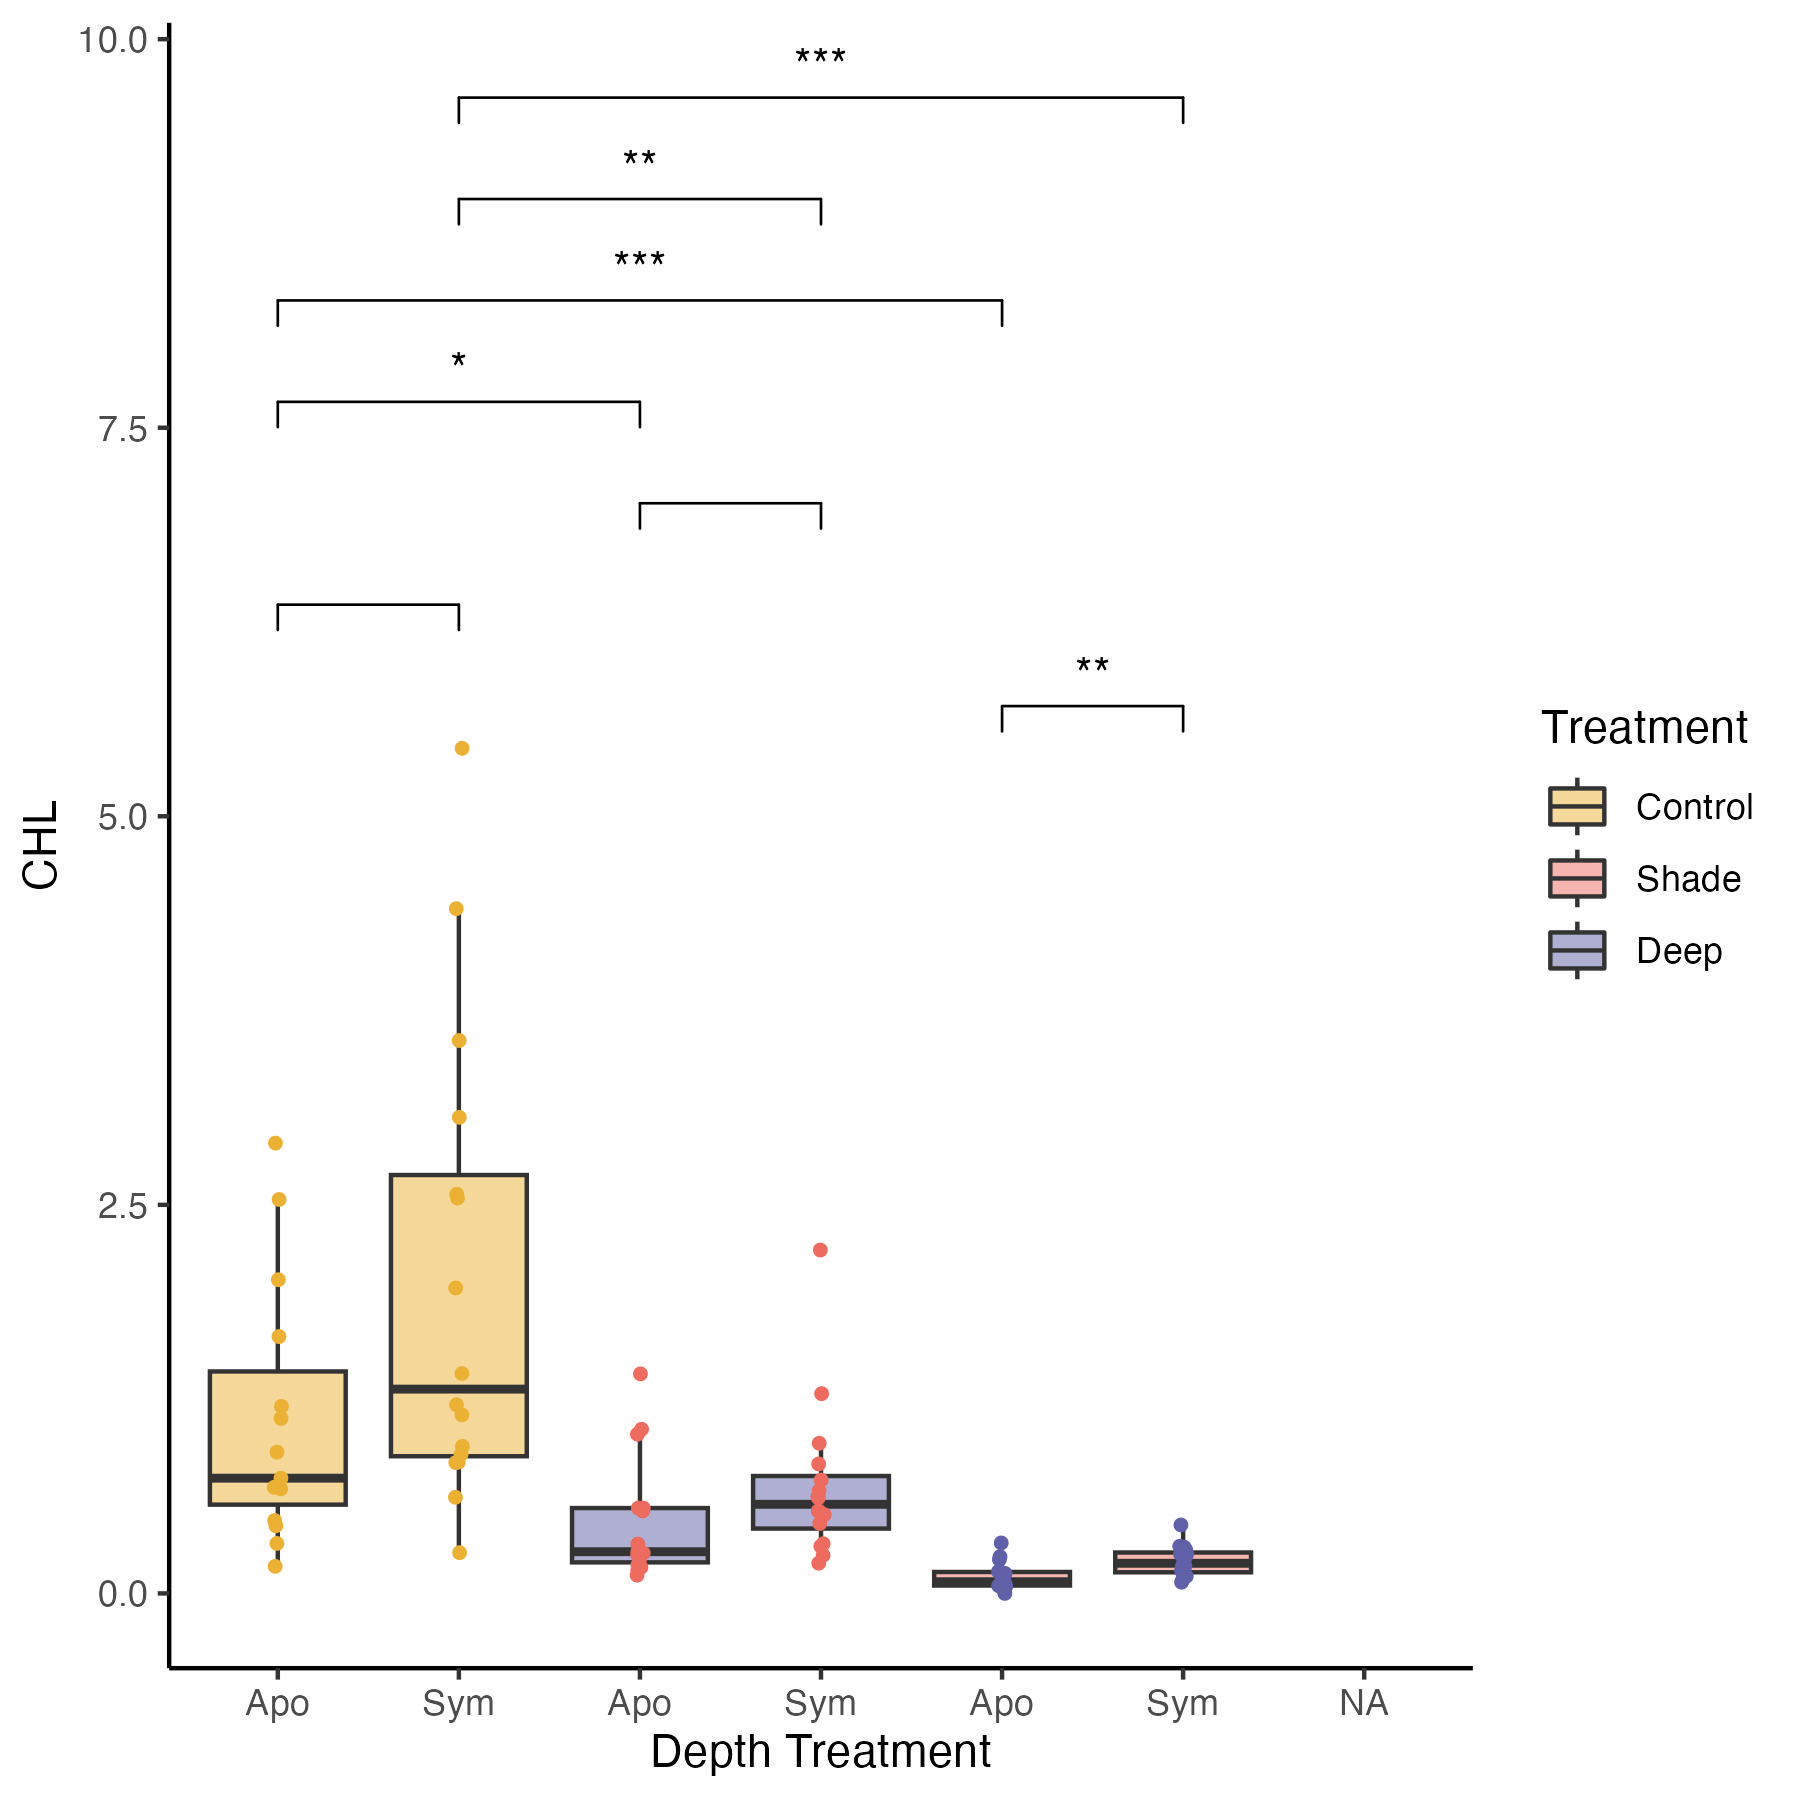 10.0
7.5
5.0
2.5
0.0
CHL
***
**
***
*
**
Apo Sym Apo Sym Apo Sym NA
Depth Treatment
Treatment
Control
Shade
Deep